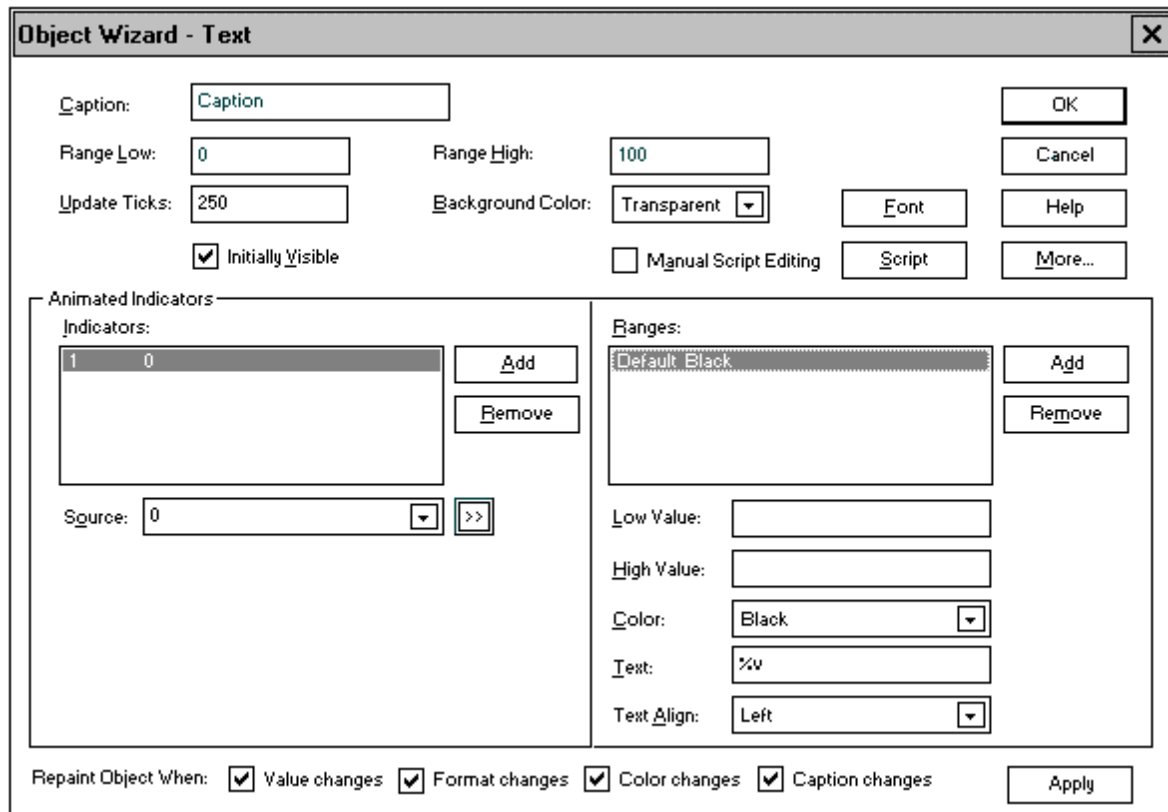 Object Wizard - Text
Caption: Caption OK
Range Low: 0 Range High: 100 Cancel
Update Ticks: 250 Background Color: Transparent Font Help
Initially Visible Manual Script Editing Script More...
Animated Indicators
Indicators: Ranges:
1 0 Add Default Black Add
Remove Remove
Source: 0 >> Low Value:
High Value:
Color: Black
Text: %v
Text Align: Left
Repaint Object When: Value changes Format changes Color changes Caption changes Apply